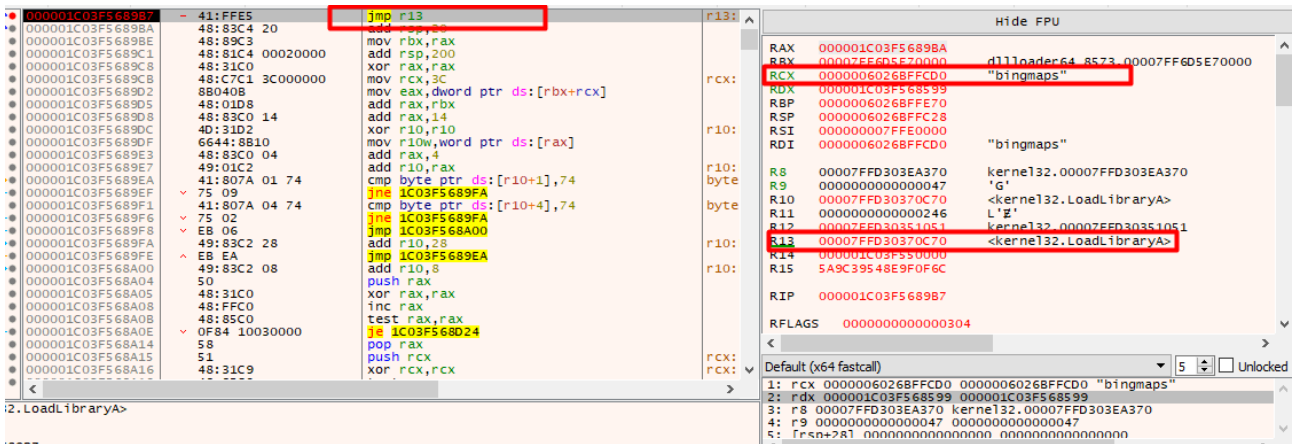 000001C03F5689B7 - 41:FFE5 jmp r13 r13:
000001C03F5689BA 48:83C4 20 add rsp,20
000001C03F5689BE 48:89C3 mov rbx,rax
000001C03F5689C1 48:81C4 00020000 add rsp,200
000001C03F5689C8 48:31C0 xor rax,rax
000001C03F5689CB 48:C7C1 3C000000 mov rcx,3C rcx:
000001C03F5689D2 8B040B mov eax,dword ptr ds:[rbx+rcx]
000001C03F5689D5 48:01D8 add rax,rbx
000001C03F5689D8 48:83C0 14 add rax,14
000001C03F5689DC 4D:31D2 xor r10,r10 r10:
000001C03F5689DF 6644:8B10 mov r10w,word ptr ds:[rax]
000001C03F5689E3 48:83C0 04 add rax,4
000001C03F5689E7 49:01C2 add r10,rax r10:
000001C03F5689EA 41:807A 01 74 cmp byte ptr ds:[r10+1],74 byte
000001C03F5689EF 75 09 jne 1C03F5689FA
000001C03F5689F1 41:807A 04 74 cmp byte ptr ds:[r10+4],74 byte
000001C03F5689F6 75 02 jne 1C03F5689FA
000001C03F5689F8 EB 06 jmp 1C03F568A00
000001C03F5689FA 49:83C2 28 add r10,28 r10:
000001C03F5689FE EB EA jmp 1C03F5689EA
000001C03F568A00 49:83C2 08 add r10,8 r10:
000001C03F568A04 50 push rax
000001C03F568A05 48:31C0 xor rax,rax
000001C03F568A08 48:FFC0 inc rax
000001C03F568A0B 48:85C0 test rax,rax
000001C03F568A0E 0F84 10030000 je 1C03F568D24
000001C03F568A14 58 pop rax
000001C03F568A15 51 push rcx rcx:
000001C03F568A16 48:31C9 xor rcx,rcx rcx:
2.LoadLibraryA>
Hide FPU
RAX 000001C03F5689BA
RBX 00007FF6D5E70000 dllloader64_8573.00007FF6D5E70000
RCX 0000006026BFFCD0 "bingmaps"
RDX 000001C03F568599
RBP 0000006026BFFE70
RSP 0000006026BFFC28
RSI 000000007FFE0000
RDI 0000006026BFFCD0 "bingmaps"
R8 00007FFD303EA370 kernel32.00007FFD303EA370
R9 0000000000000047 'G'
R10 00007FFD30370C70 <kernel32.LoadLibraryA>
R11 0000000000000246 L'Ɇ'
R12 00007FFD30351051 kernel32.00007FFD30351051
R13 00007FFD30370C70 <kernel32.LoadLibraryA>
R14 000001C03F550000
R15 5A9C39548E9F0F6C
RIP 000001C03F5689B7
RFLAGS 0000000000000304
Default (x64 fastcall) 5 Unlocked
1: rcx 0000006026BFFCD0 0000006026BFFCD0 "bingmaps"
2: rdx 000001C03F568599 000001C03F568599
3: r8 00007FFD303EA370 kernel32.00007FFD303EA370
4: r9 0000000000000047 0000000000000047
5: [rsp+28] 0000000000000000 0000000000000000